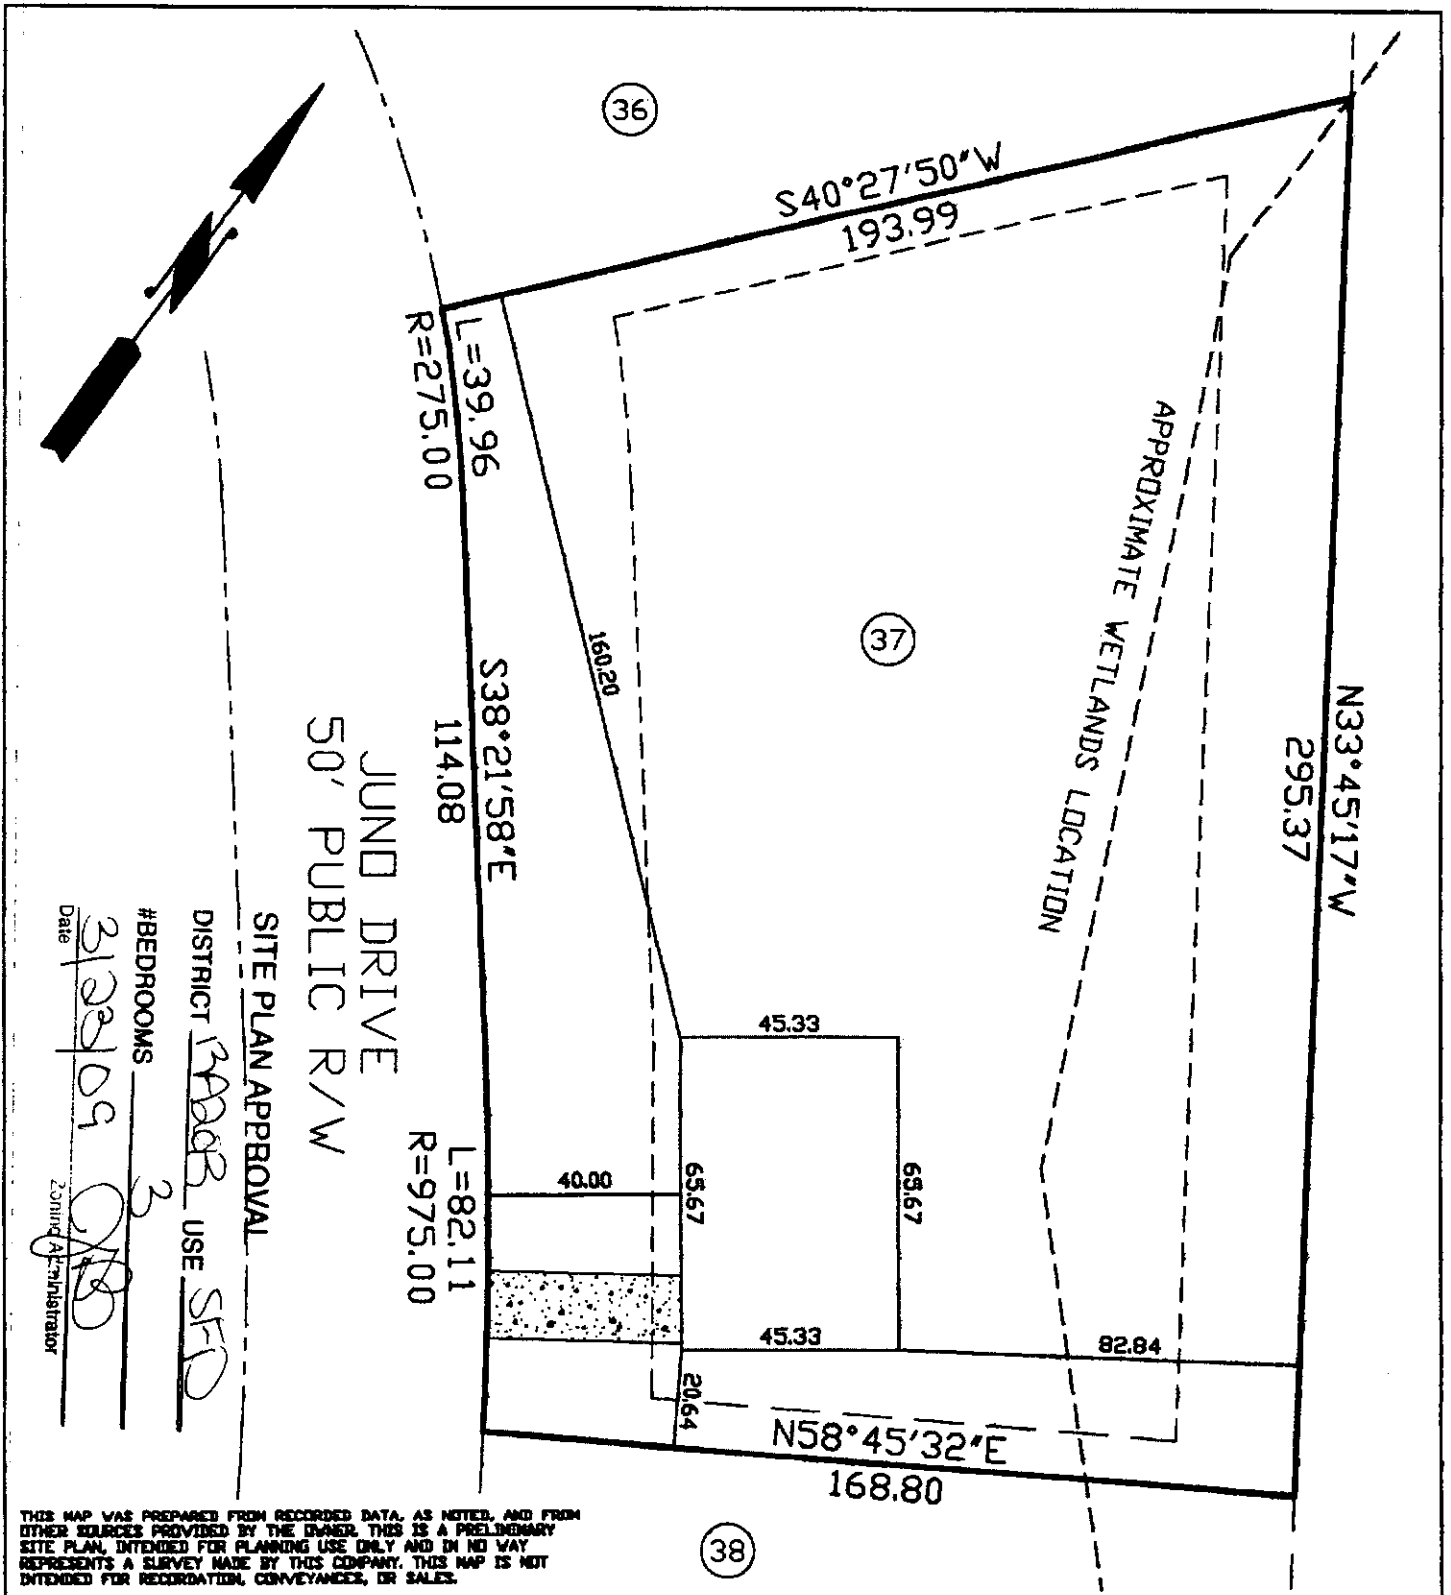 36
S40°27'50"W
193.99
L=39.96
R=275.00
APPROXIMATE WETLANDS LOCATION
37
N33°45'17"W
295.37
160.20
S38°21'58"E
114.08
JUNO DRIVE
50' PUBLIC R/W
45.33
65.67
65.67
40.00
L=82.11
R=975.00
45.33
82.84
20.64
N58°45'32"E
168.80
38
SITE PLAN APPROVAL
DISTRICT RA20R USE SFD
#BEDROOMS 3
3/23/09
Date Zoning Administrator
THIS MAP WAS PREPARED FROM RECORDED DATA, AS NOTED, AND FROM
OTHER SOURCES PROVIDED BY THE OWNER. THIS IS A PRELIMINARY
SITE PLAN, INTENDED FOR PLANNING USE ONLY AND IN NO WAY
REPRESENTS A SURVEY MADE BY THIS COMPANY. THIS MAP IS NOT
INTENDED FOR RECORDATION, CONVEYANCES, OR SALES.